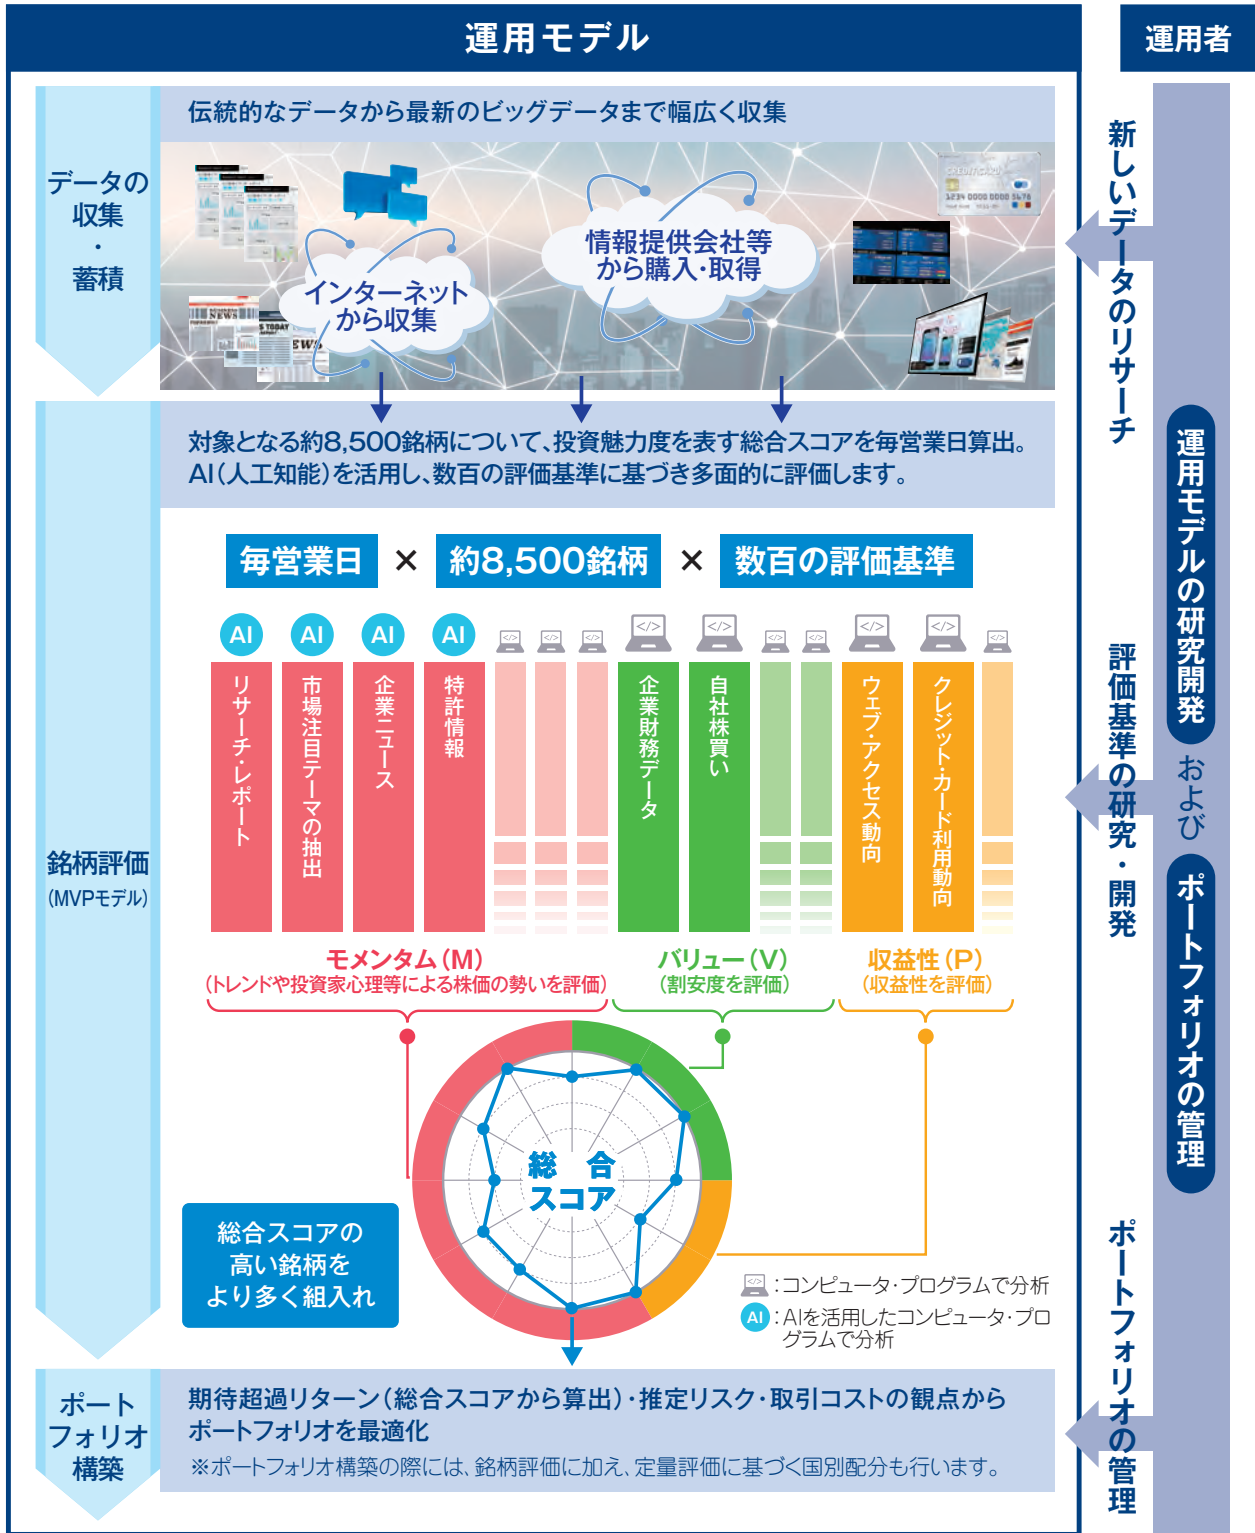 運用モデル
運用者
データの
収集
・
蓄積
伝統的なデータから最新のビッグデータまで幅広く収集
インターネット
から収集
情報提供会社等
から購入・取得
CREDIT CARD
1234 0000 0000 5678
NEWS
S TODAY
EWS
新しいデータのリサーチ
対象となる約8,500銘柄について、投資魅力度を表す総合スコアを毎営業日算出。
AI(人工知能)を活用し、数百の評価基準に基づき多面的に評価します。
毎営業日 × 約8,500銘柄 × 数百の評価基準
銘柄評価
(MVPモデル)
AI
AI
AI
AI
</>
</>
</>
</>
</>
</>
</>
</>
</>
</>
リサーチ・レポート
市場注目テーマの抽出
企業ニュース
特許情報
企業財務データ
自社株買い
ウェブ・アクセス動向
クレジット・カード利用動向
モメンタム(M)
(トレンドや投資家心理等による株価の勢いを評価)
バリュー(V)
(割安度を評価)
収益性(P)
(収益性を評価)
評価基準の研究・開発
運用モデルの研究開発
および
ポートフォリオの管理
総 合
スコア
総合スコアの
高い銘柄を
より多く組入れ
</>
:コンピュータ・プログラムで分析
AI
:AIを活用したコンピュータ・プロ
グラムで分析
ポート
フォリオ
構築
期待超過リターン(総合スコアから算出)・推定リスク・取引コストの観点から
ポートフォリオを最適化
※ポートフォリオ構築の際には、銘柄評価に加え、定量評価に基づく国別配分も行います。
ポートフォリオの管理